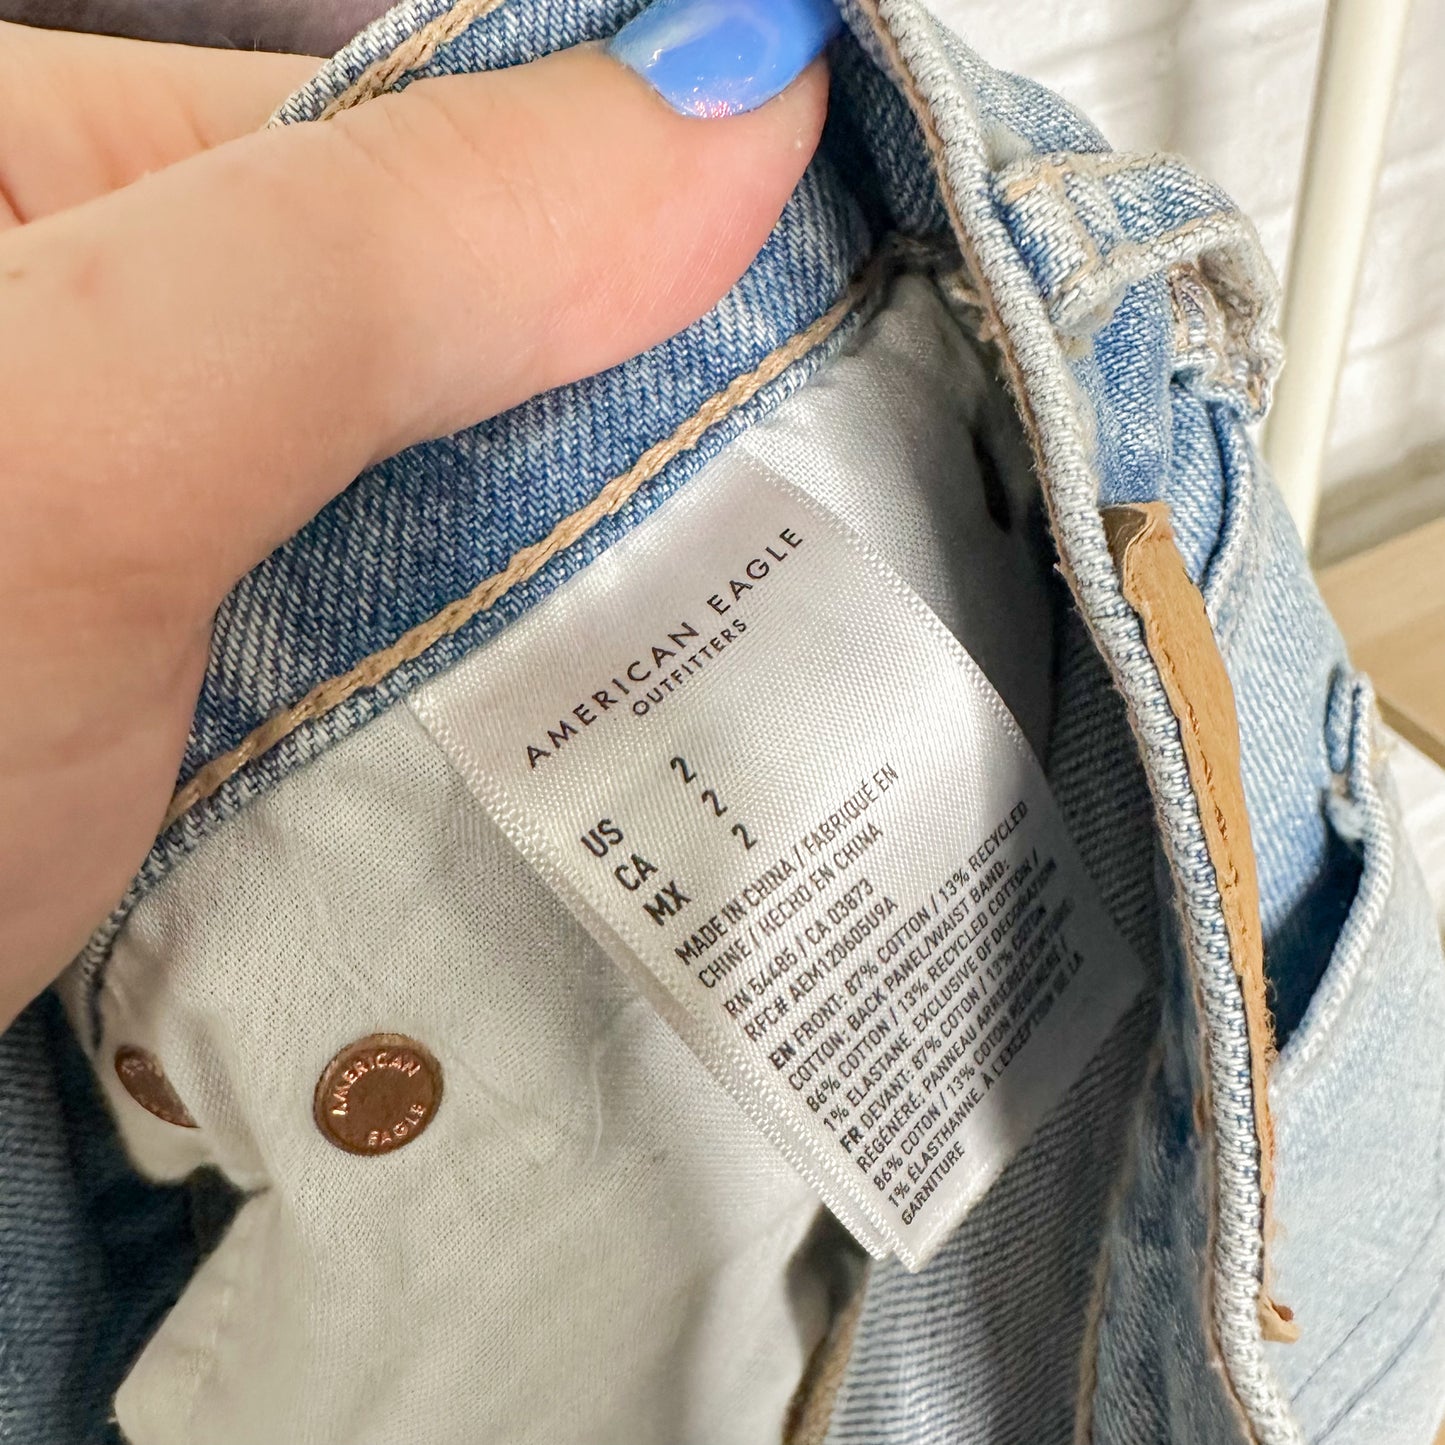 AMERICAN EAGLE
OUTFITTERS
US 2
CA 2
MX 2
MADE IN CHINA / FABRIQUÉ EN
CHINE / HECHO EN CHINA
RN 54485 / CA 03873
RFC# AEM120605U9A
EN FRONT: 87% COTTON / 13% RECYCLED
COTTON: BACK PANEL/WAIST BAND:
86% COTTON / 13% RECYCLED COTTON /
1% ELASTANE. EXCLUSIVE OF DECORATION
FR DEVANT: 87% COTON / 13% COTON
RÉGÉNÉRÉ: PANNEAU ARRIÈRE/CEINTURE:
86% COTON / 13% COTON RÉGÉNÉRÉ /
1% ÉLASTHANNE. À L'EXCEPTION DE LA
GARNITURE
AMERICAN
EAGLE